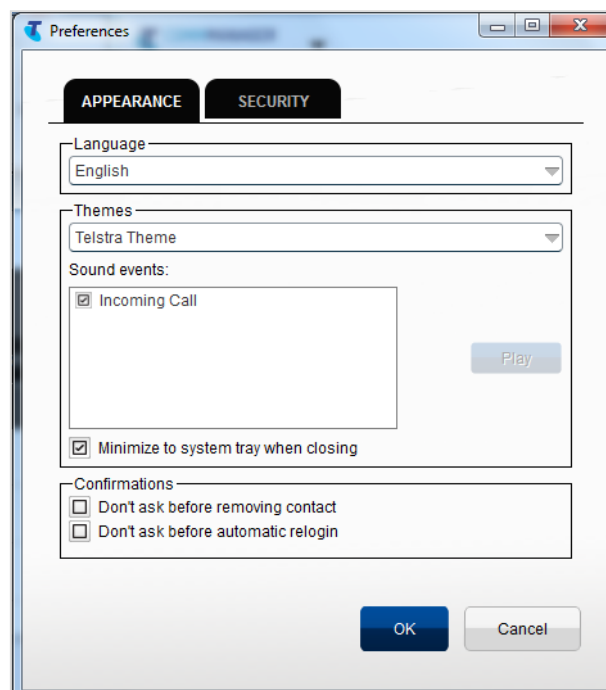 Preferences
APPEARANCE SECURITY
Language
English
Themes
Telstra Theme
Sound events:
Incoming Call
Play
Minimize to system tray when closing
Confirmations
Don't ask before removing contact
Don't ask before automatic relogin
OK Cancel